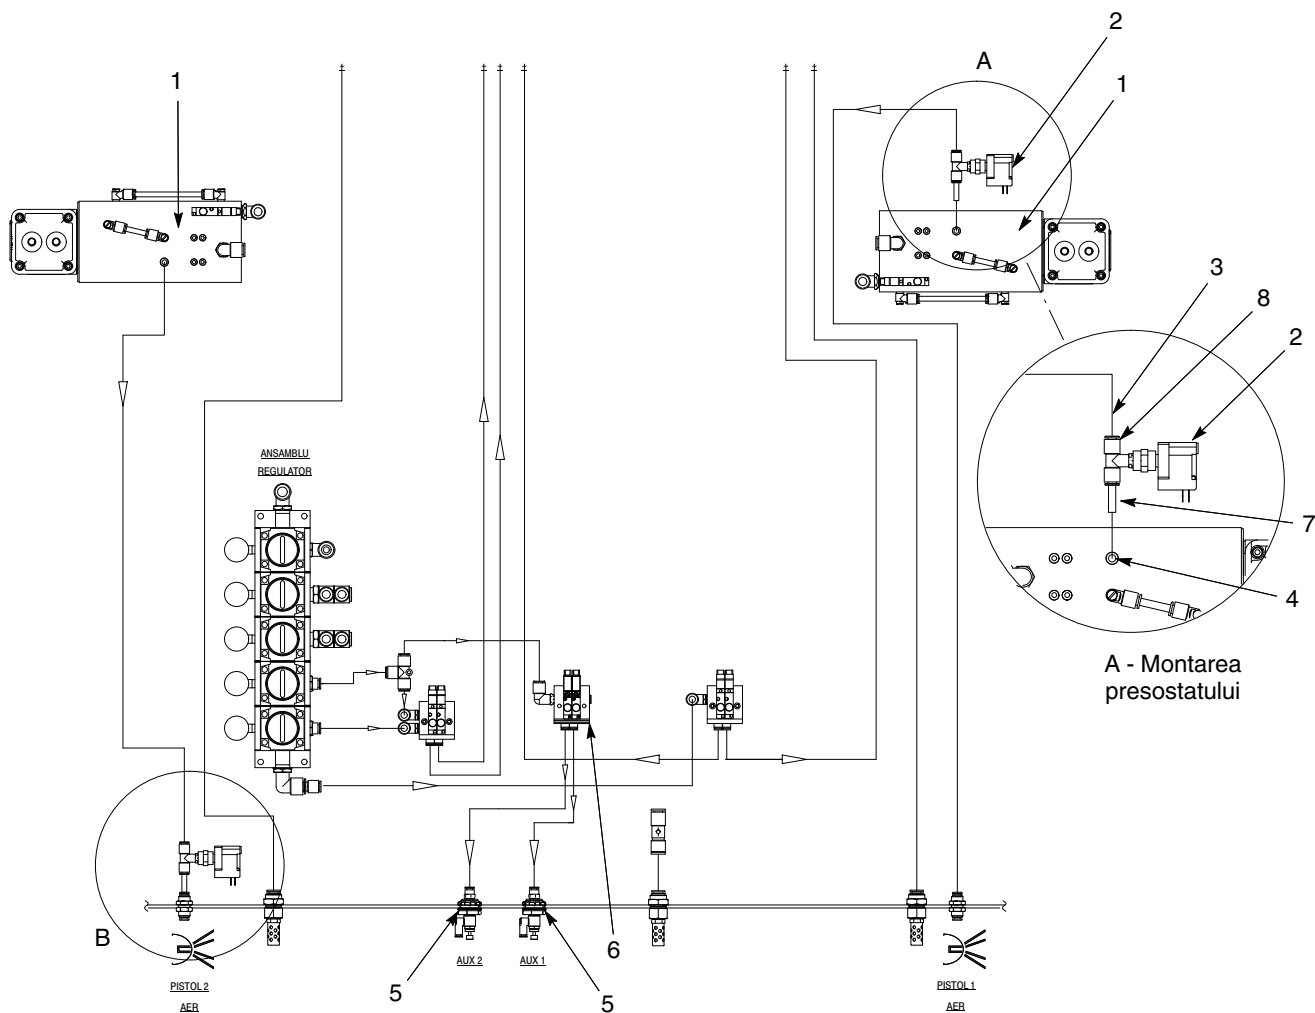 2
A
1
1
3
8
2
ANSAMBLU
REGULATOR
7
4
A - Montarea
presostatului
B
6
5
AUX 2
AUX 1
5
PISTOL 2
AER
PISTOL 1
AER